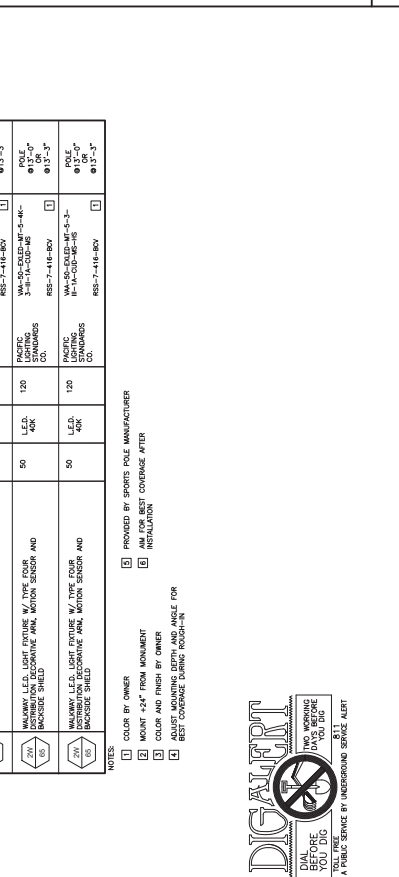 @13'-3"
RSS-7-416-BCV 1
2W
65
WALKWAY L.E.D. LIGHT FIXTURE W/ TYPE FOUR
DISTRIBUTION DECORATIVE ARM, MOTION SENSOR AND
BACKSIDE SHIELD
50
L.E.D.
40K
120
PACIFIC
LIGHTING
STANDARDS
CO.
VAA-50-EXLED-MT-5-4K-
3-III-1A-CUD-MS
RSS-7-416-BCV 1
POLE
@13'-0"
OR
@13'-3"
2W
65
WALKWAY L.E.D. LIGHT FIXTURE W/ TYPE FOUR
DISTRIBUTION DECORATIVE ARM, MOTION SENSOR AND
BACKSIDE SHIELD
50
L.E.D.
40K
120
PACIFIC
LIGHTING
STANDARDS
CO.
VAA-50-EXLED-MT-5-3-
III-1A-CUD-MS-HS
RSS-7-416-BCV 1
POLE
@13'-0"
OR
@13'-3"
NOTES:
1 COLOR BY OWNER
2 MOUNT +24" FROM MONUMENT
3 COLOR AND FINISH BY OWNER
4 ADJUST MOUNTING DEPTH AND ANGLE FOR
BEST COVERAGE DURING ROUGH-IN
5 PROVIDED BY SPORTS POLE MANUFACTURER
6 AIM FOR BEST COVERAGE AFTER
INSTALLATION
DIGALERT
DIAL
BEFORE
YOU DIG
TWO WORKING
DAYS BEFORE
YOU DIG
TOLL FREE 811
A PUBLIC SERVICE BY UNDERGROUND SERVICE ALERT